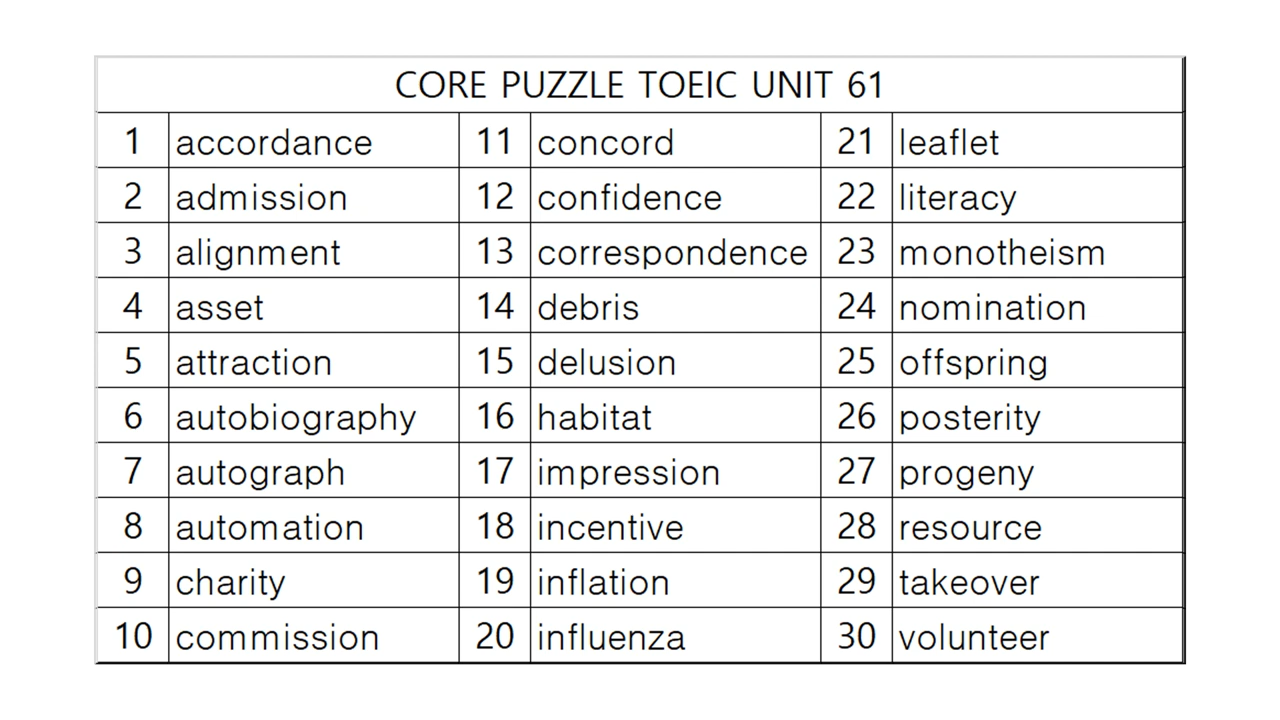 CORE PUZZLE TOEIC UNIT 61
1 accordance 11 concord 21 leaflet
2 admission 12 confidence 22 literacy
3 alignment 13 correspondence 23 monotheism
4 asset 14 debris 24 nomination
5 attraction 15 delusion 25 offspring
6 autobiography 16 habitat 26 posterity
7 autograph 17 impression 27 progeny
8 automation 18 incentive 28 resource
9 charity 19 inflation 29 takeover
10 commission 20 influenza 30 volunteer